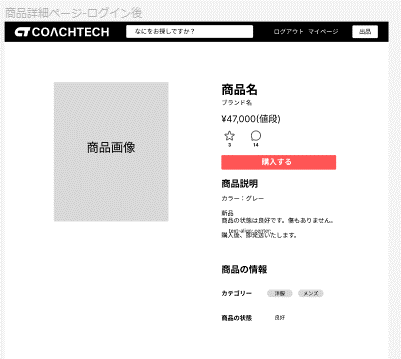 商品詳細ページ-ログイン後
COACHTECH
なにをお探しですか？
ログアウト マイページ
出品
商品画像
商品名
ブランド名
¥47,000(値段)
3
14
購入する
商品説明
カラー：グレー
新品
商品の状態は良好です。傷もありません。
購入後、即発送いたします。
商品の情報
カテゴリー
洋服
メンズ
商品の状態
良好